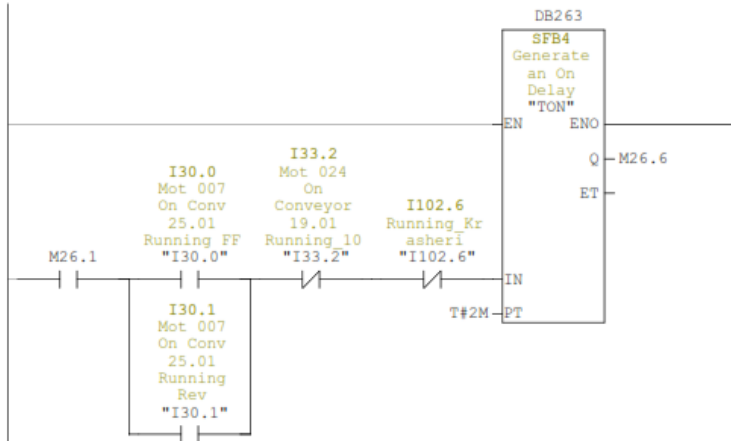 DB263
SFB4
Generate
an On
Delay
"TON"
EN ENO
Q M26.6
ET
I33.2
Mot 024
On
Conveyor
19.01
Running_10
"I33.2"
I30.0
Mot 007
On Conv
25.01
Running FF
"I30.0"
I102.6
Running_Kr
asheri
"I102.6"
M26.1
IN
T#2M PT
I30.1
Mot 007
On Conv
25.01
Running
Rev
"I30.1"